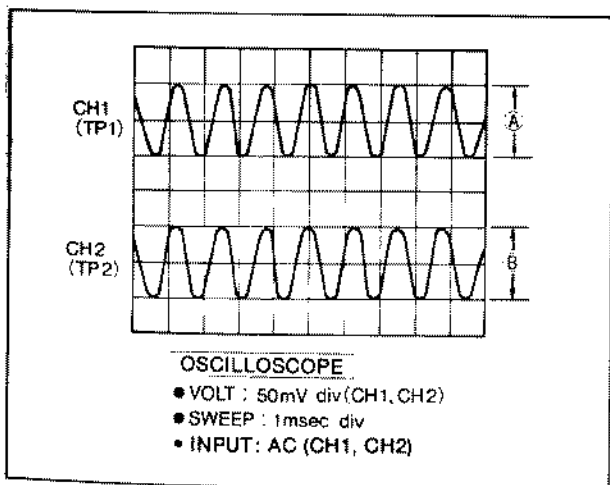 CH1
(TP1)
Ⓐ
CH2
(TP2)
B
OSCILLOSCOPE
● VOLT : 50mV div(CH1, CH2)
● SWEEP : 1msec div
• INPUT: AC (CH1, CH2)